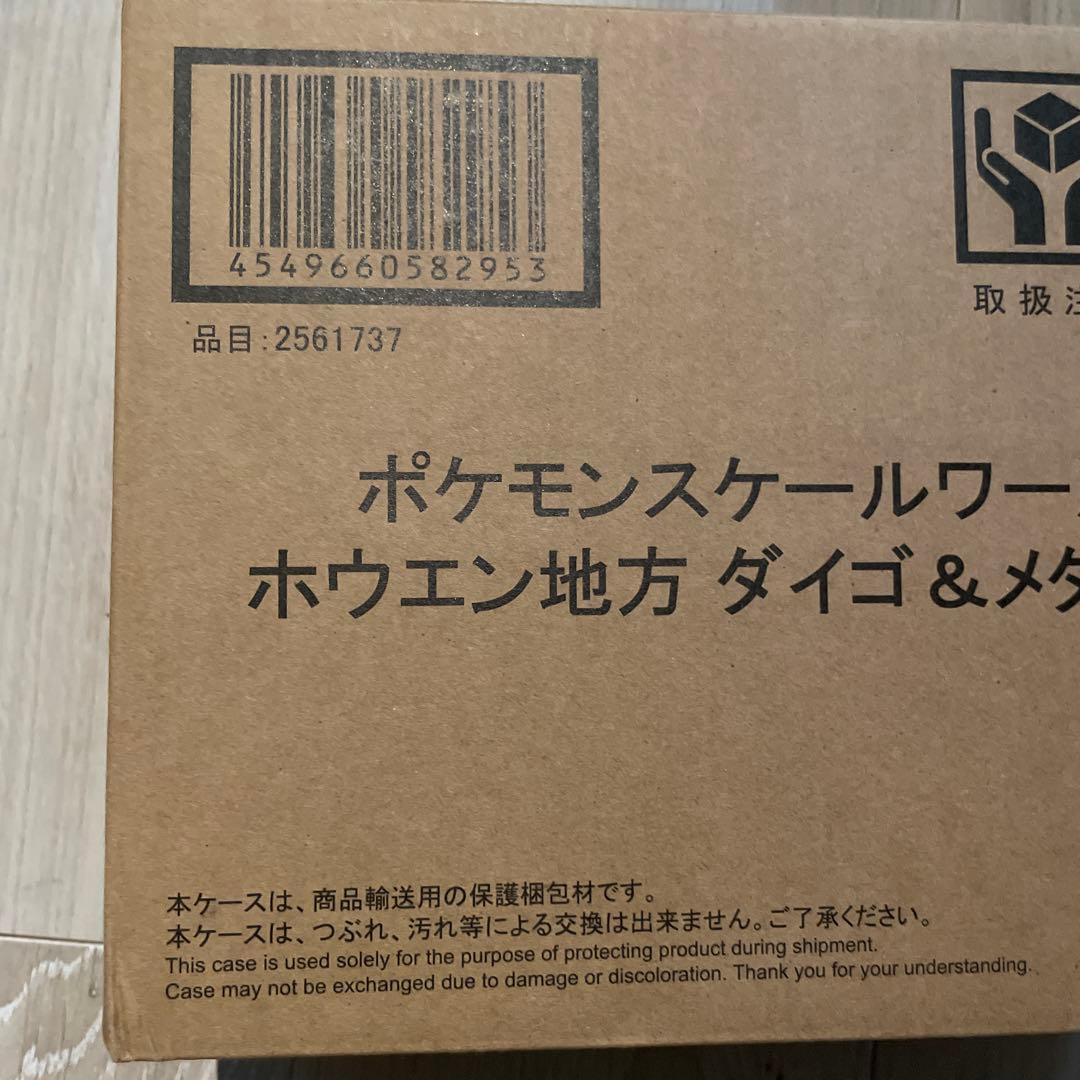 4549660582953
取扱注
品目:2561737
ポケモンスケールワー
ホウエン地方 ダイゴ&メタ
本ケースは、商品輸送用の保護梱包材です。
本ケースは、つぶれ、汚れ等による交換は出来ません。ご了承ください。
This case is used solely for the purpose of protecting product during shipment.
Case may not be exchanged due to damage or discoloration. Thank you for your understanding.